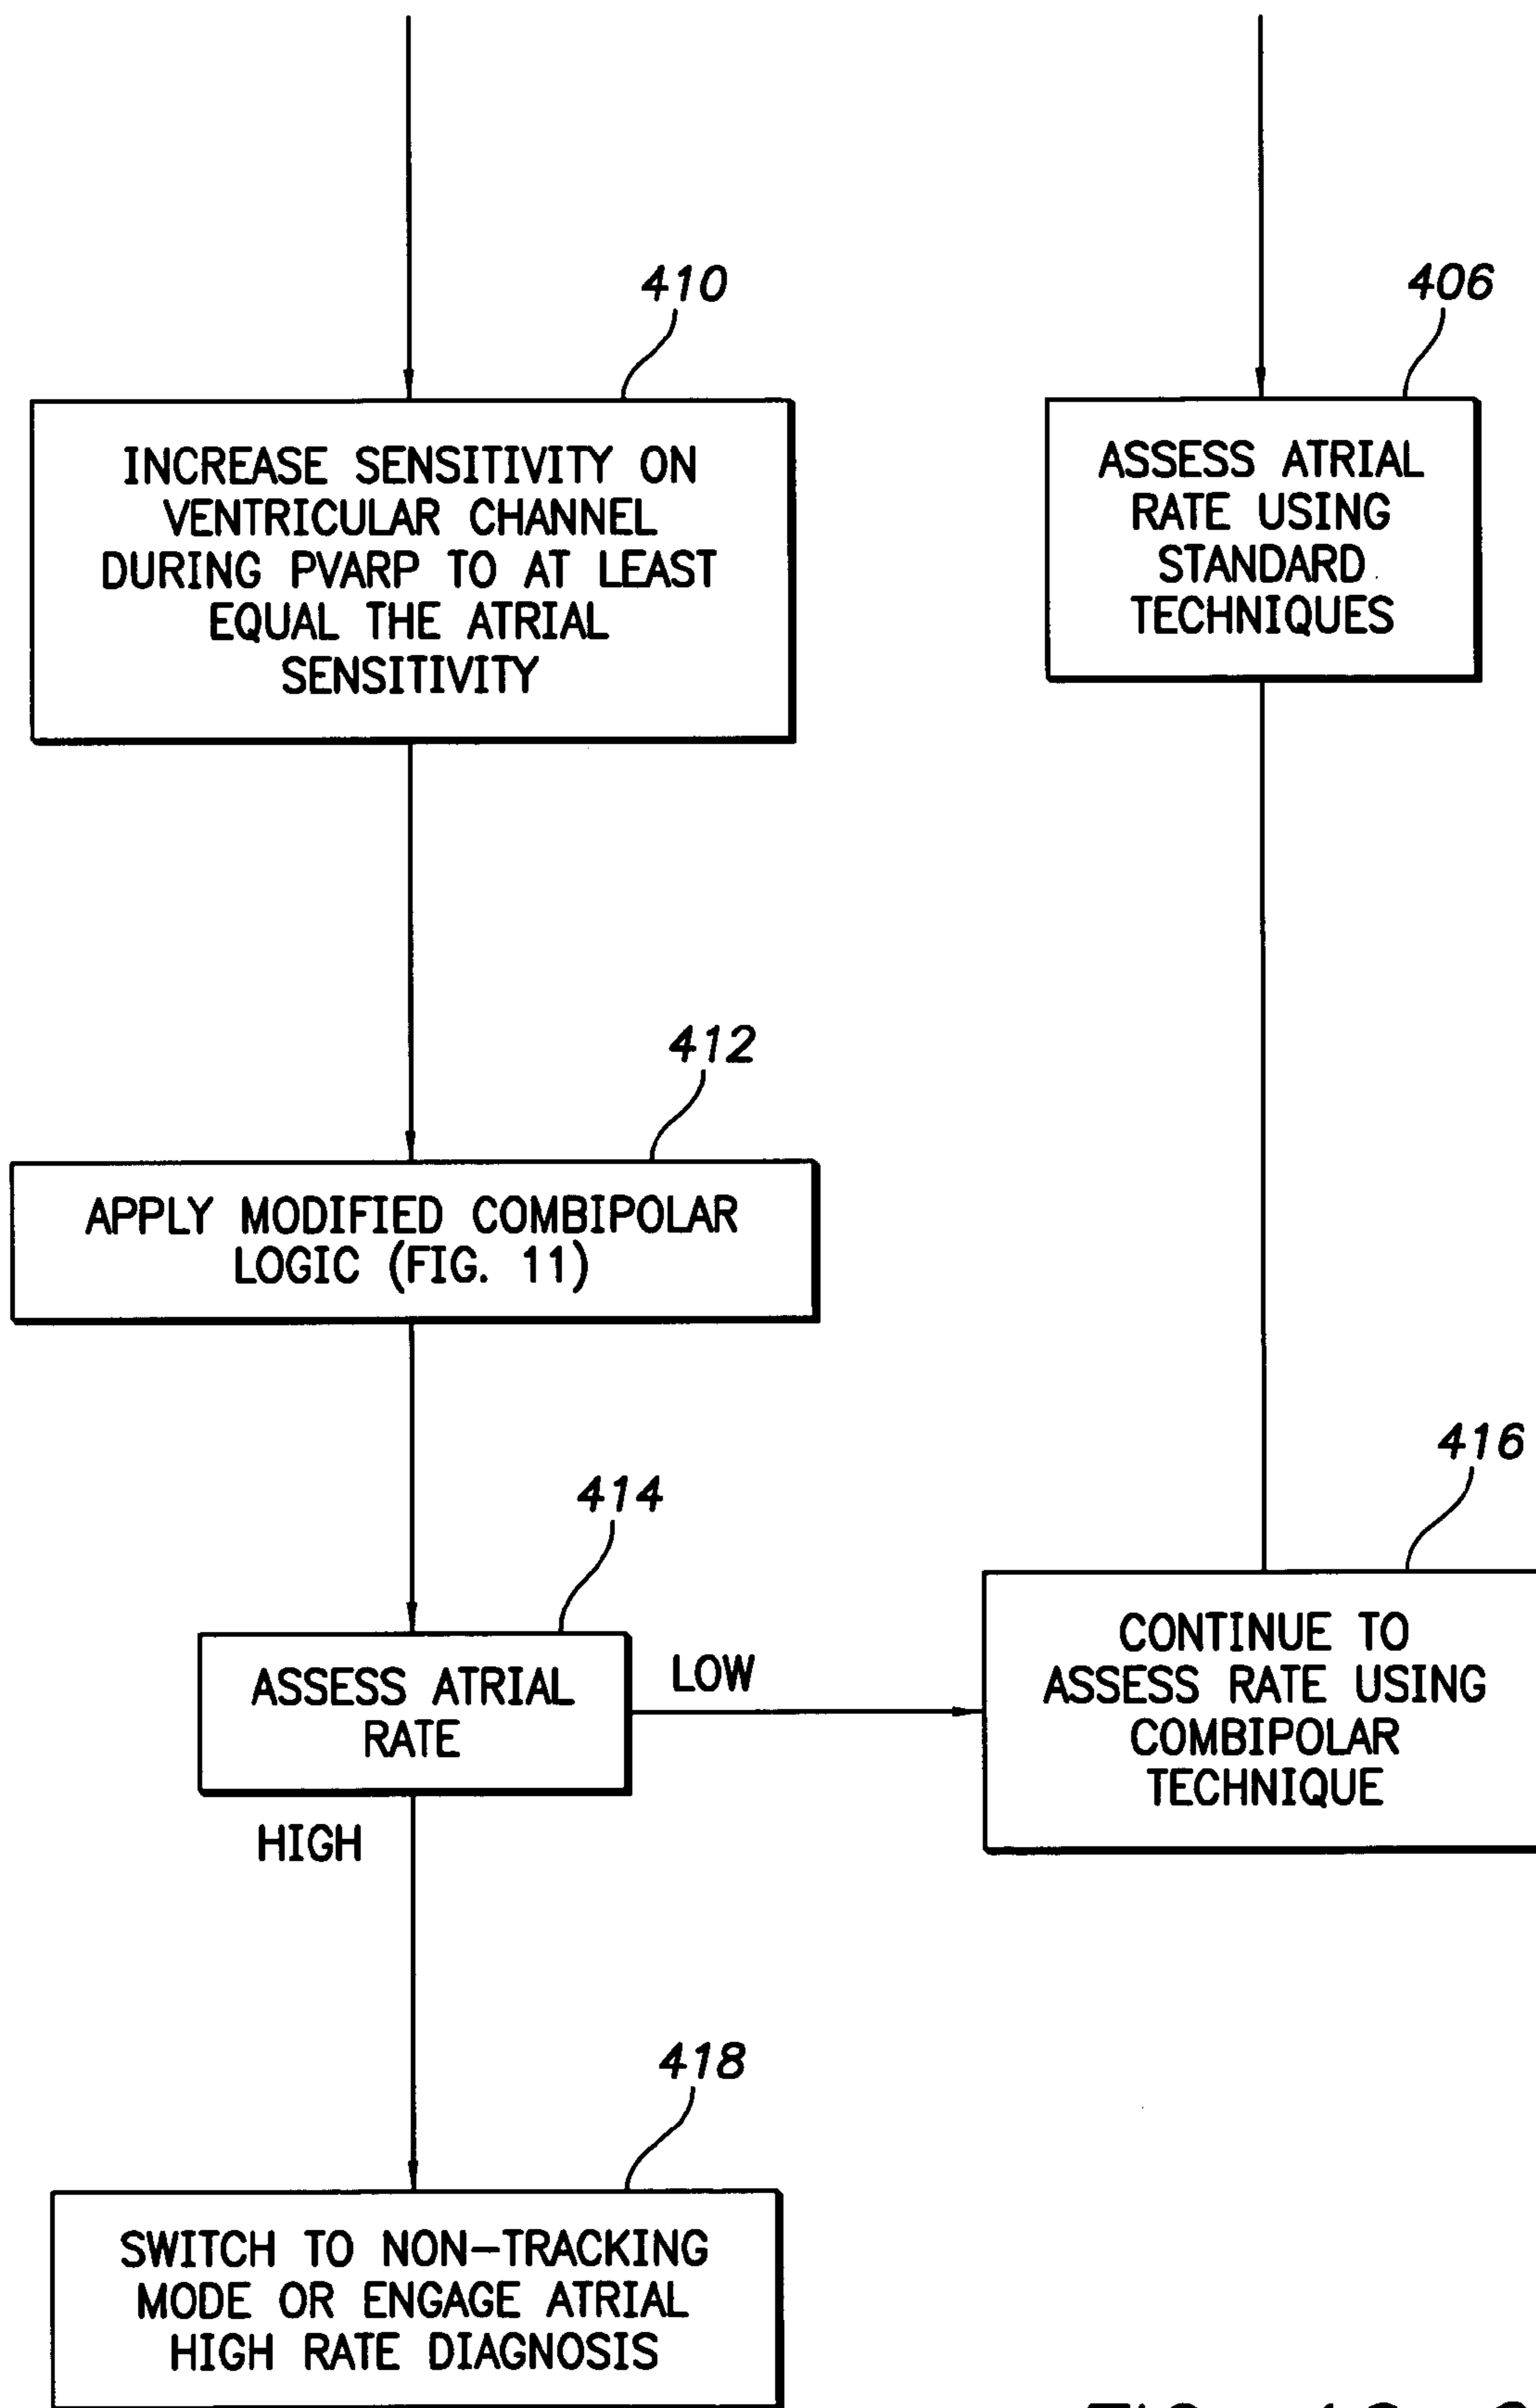 410
INCREASE SENSITIVITY ON
VENTRICULAR CHANNEL
DURING PVARP TO AT LEAST
EQUAL THE ATRIAL
SENSITIVITY
406
ASSESS ATRIAL
RATE USING
STANDARD
TECHNIQUES
412
APPLY MODIFIED COMBIPOLAR
LOGIC (FIG. 11)
414
ASSESS ATRIAL
RATE
LOW
HIGH
416
CONTINUE TO
ASSESS RATE USING
COMBIPOLAR
TECHNIQUE
418
SWITCH TO NON-TRACKING
MODE OR ENGAGE ATRIAL
HIGH RATE DIAGNOSIS